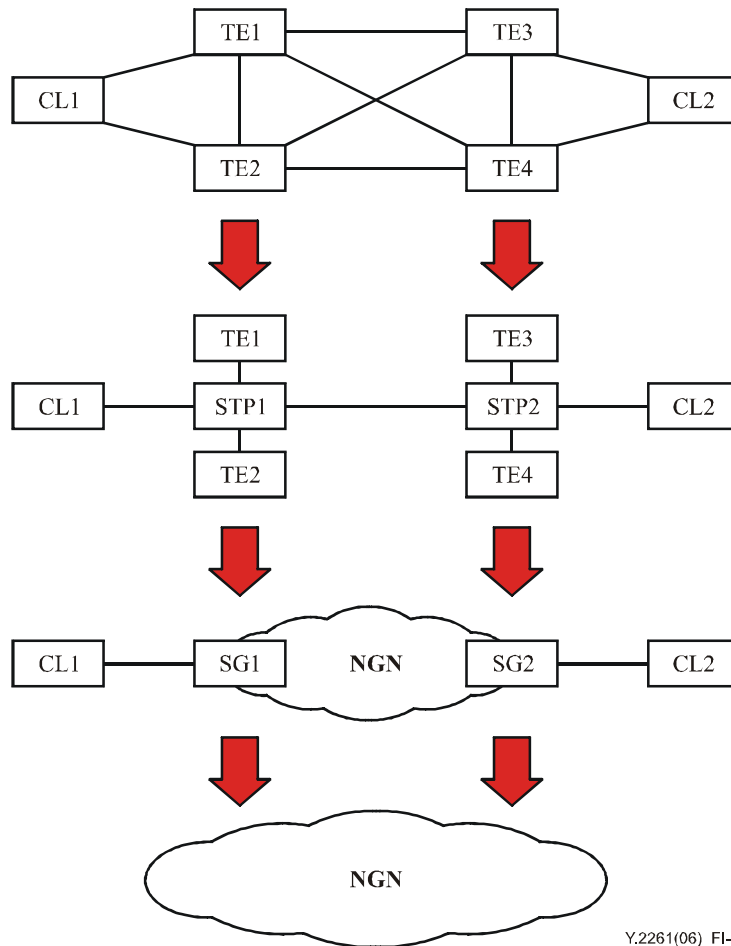 TE1 TE3
CL1 CL2
TE2 TE4
TE1 TE3
CL1 STP1 STP2 CL2
TE2 TE4
CL1 SG1 NGN SG2 CL2
NGN
Y.2261(06)_FI-